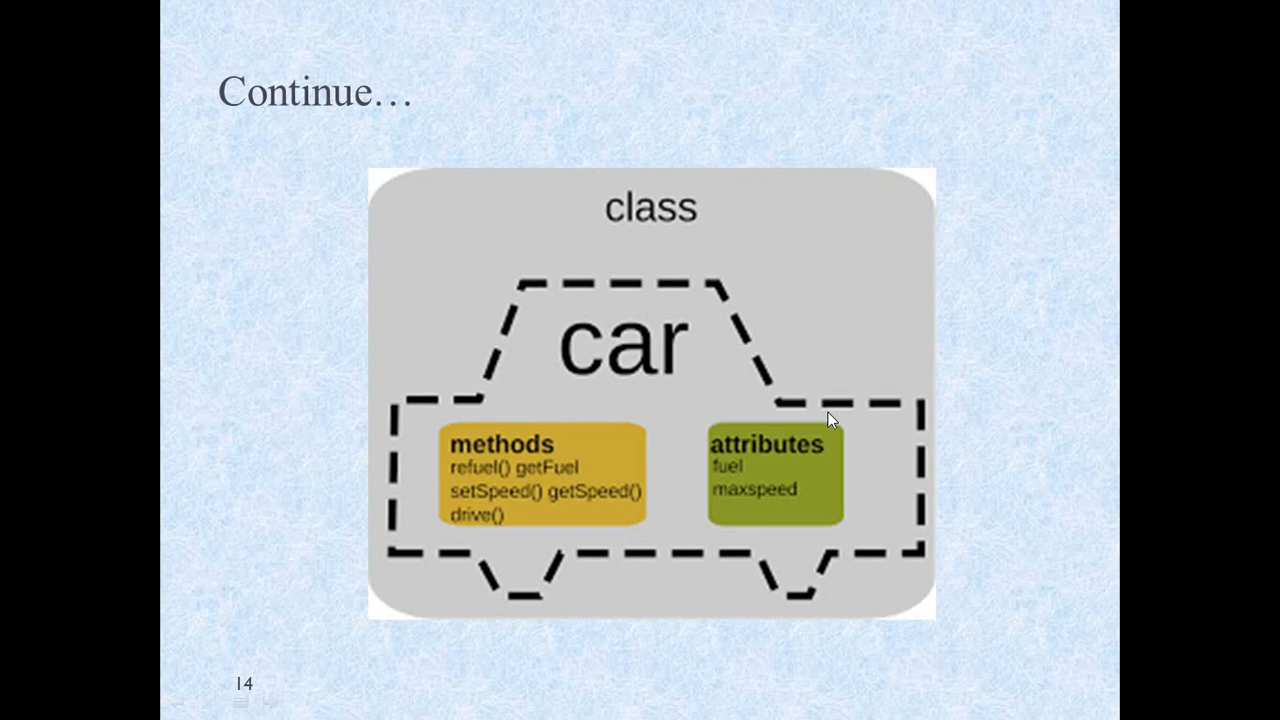 Continue…
class
car
methods
refuel() getFuel
setSpeed() getSpeed()
drive()
attributes
fuel
maxspeed
14